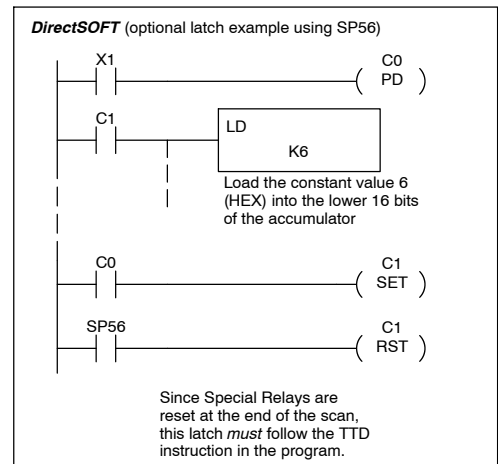 DirectSOFT (optional latch example using SP56)
X1
C0
PD
C1
LD
K6
Load the constant value 6
(HEX) into the lower 16 bits
of the accumulator
C0
C1
SET
SP56
C1
RST
Since Special Relays are
reset at the end of the scan,
this latch must follow the TTD
instruction in the program.